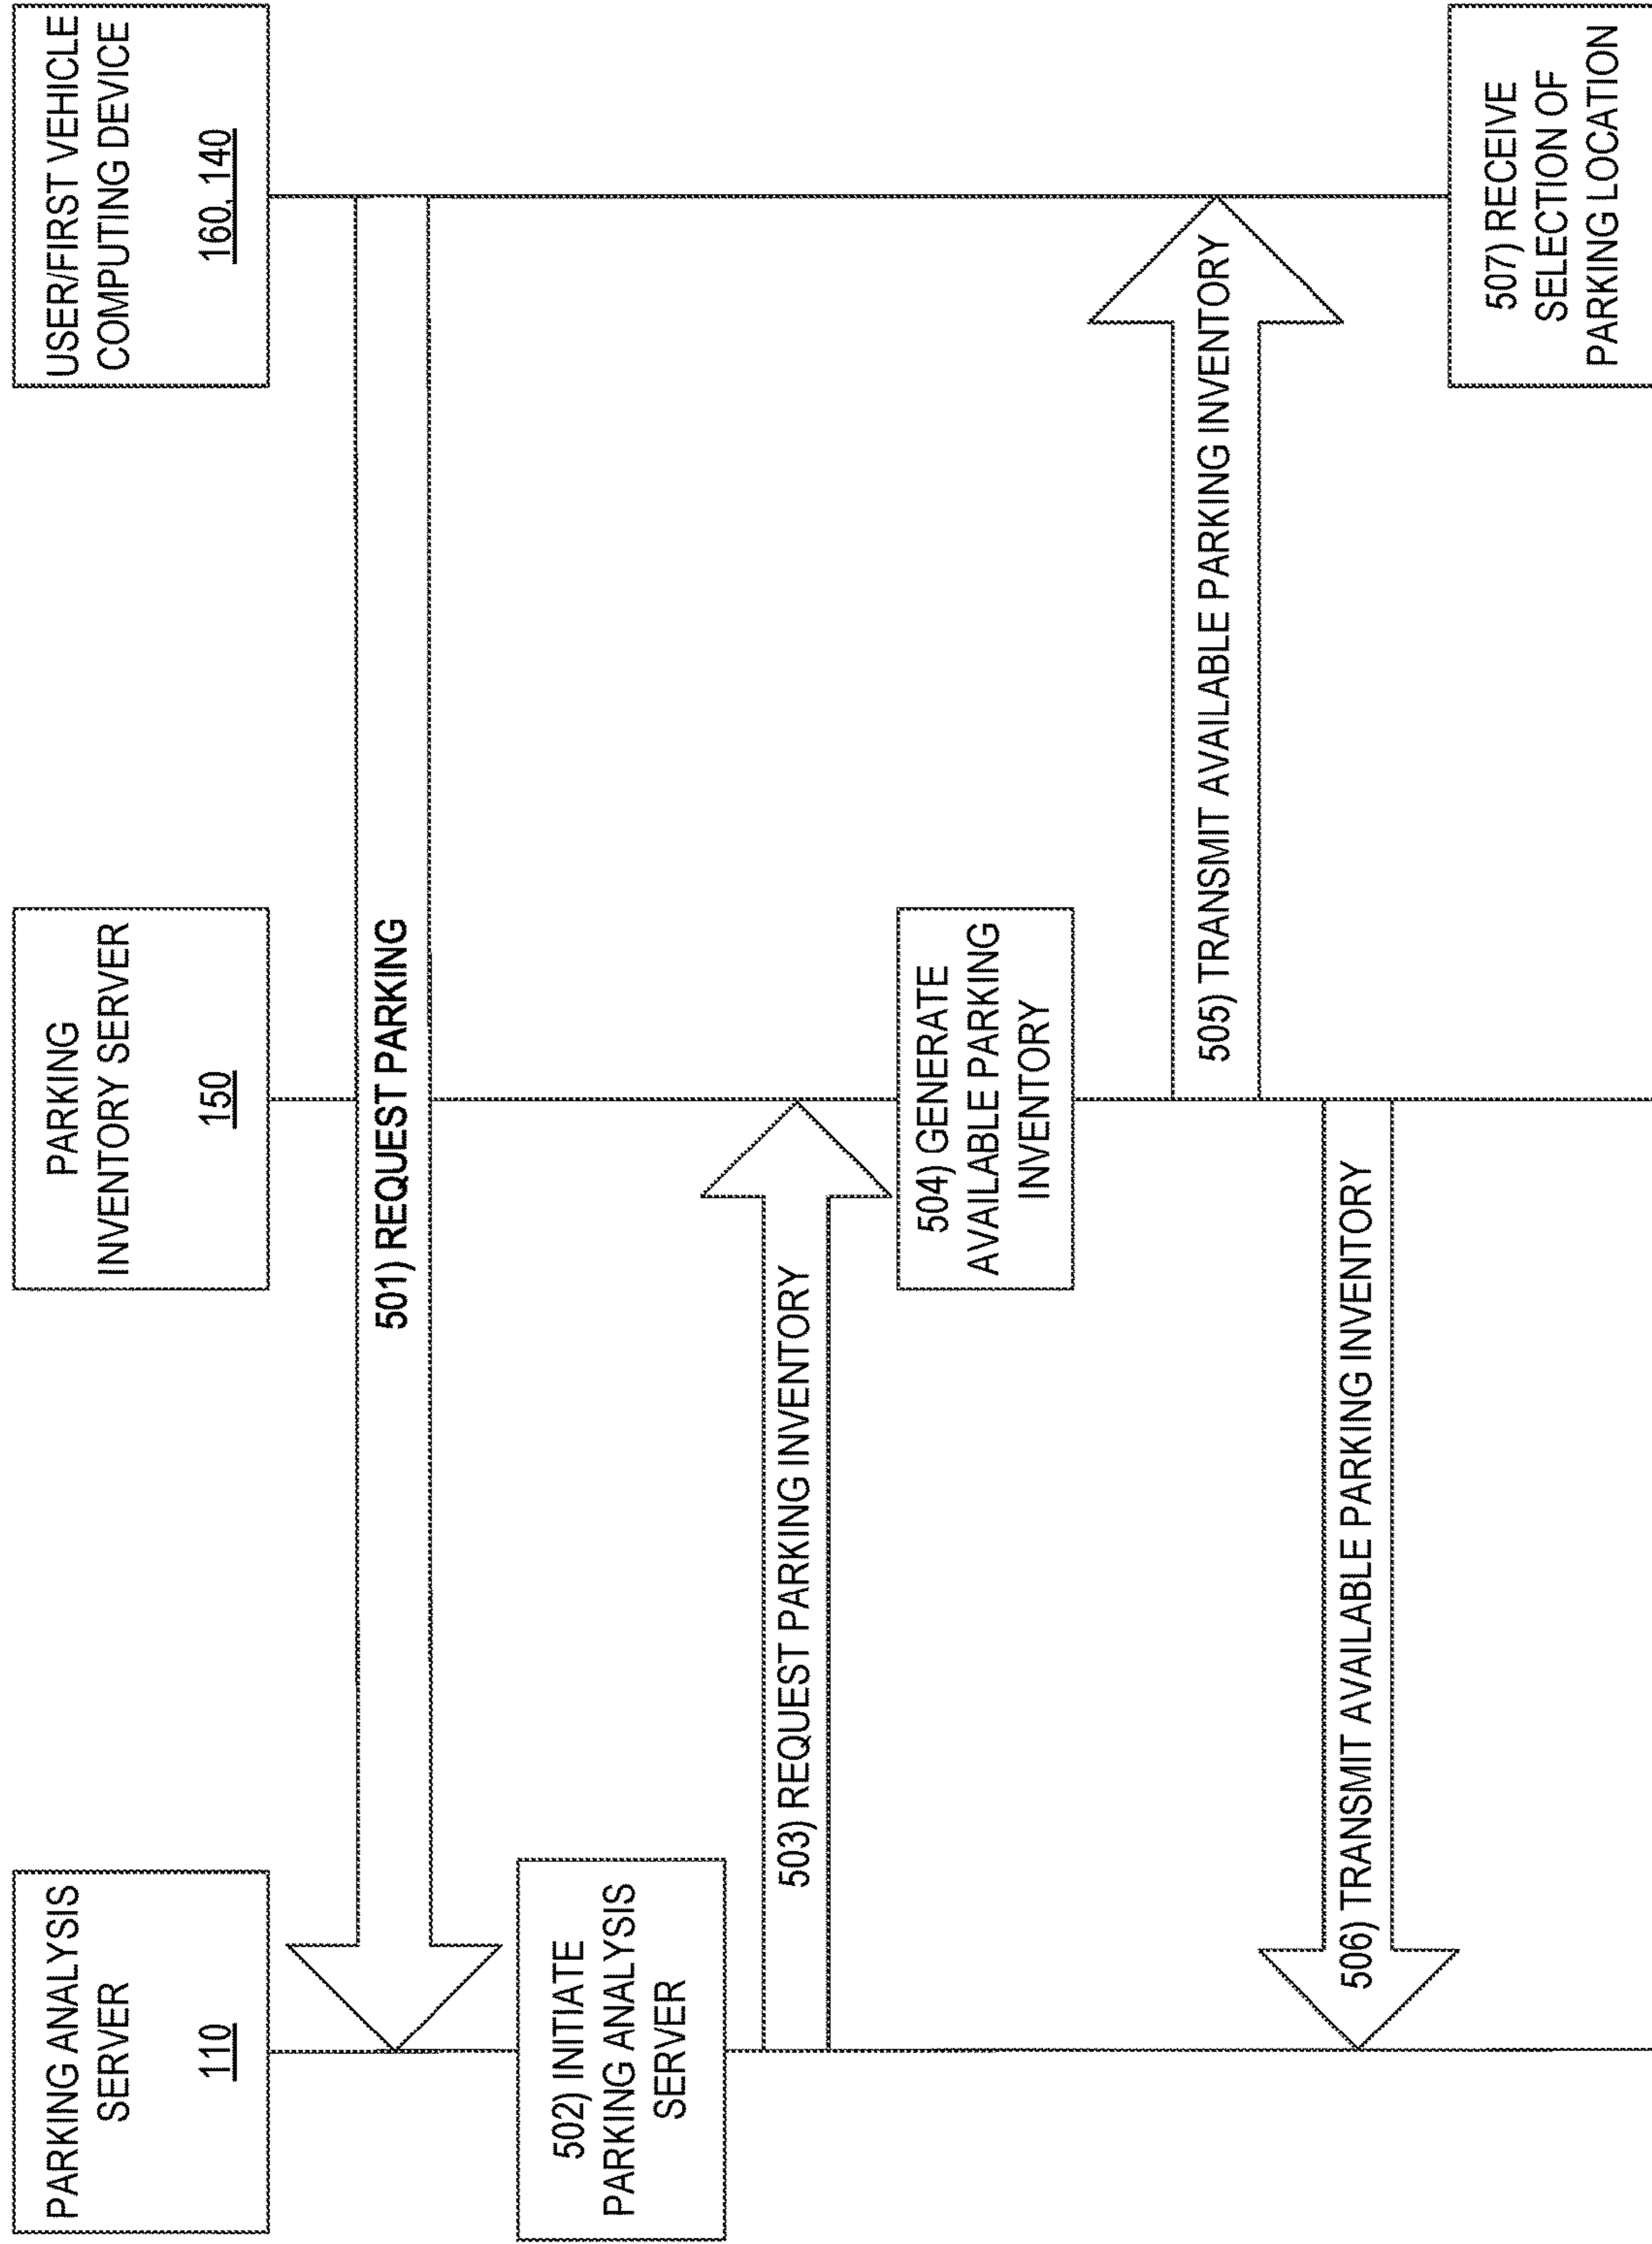 PARKING ANALYSIS
SERVER
110
PARKING
INVENTORY SERVER
150
USER/FIRST VEHICLE
COMPUTING DEVICE
160, 140
501) REQUEST PARKING
502) INITIATE
PARKING ANALYSIS
SERVER
503) REQUEST PARKING INVENTORY
504) GENERATE
AVAILABLE PARKING
INVENTORY
505) TRANSMIT AVAILABLE PARKING INVENTORY
506) TRANSMIT AVAILABLE PARKING INVENTORY
507) RECEIVE
SELECTION OF
PARKING LOCATION